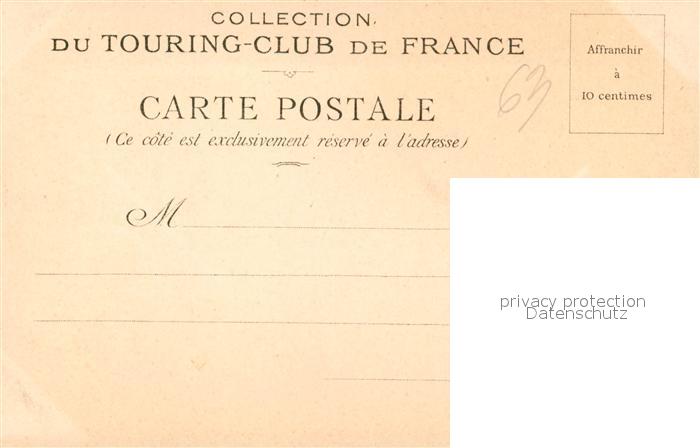 COLLECTION
DU TOURING-CLUB DE FRANCE
CARTE POSTALE
(Ce côté est exclusivement réservé à l'adresse)
Affranchir
à
10 centimes
63
M
privacy protection
Datenschutz